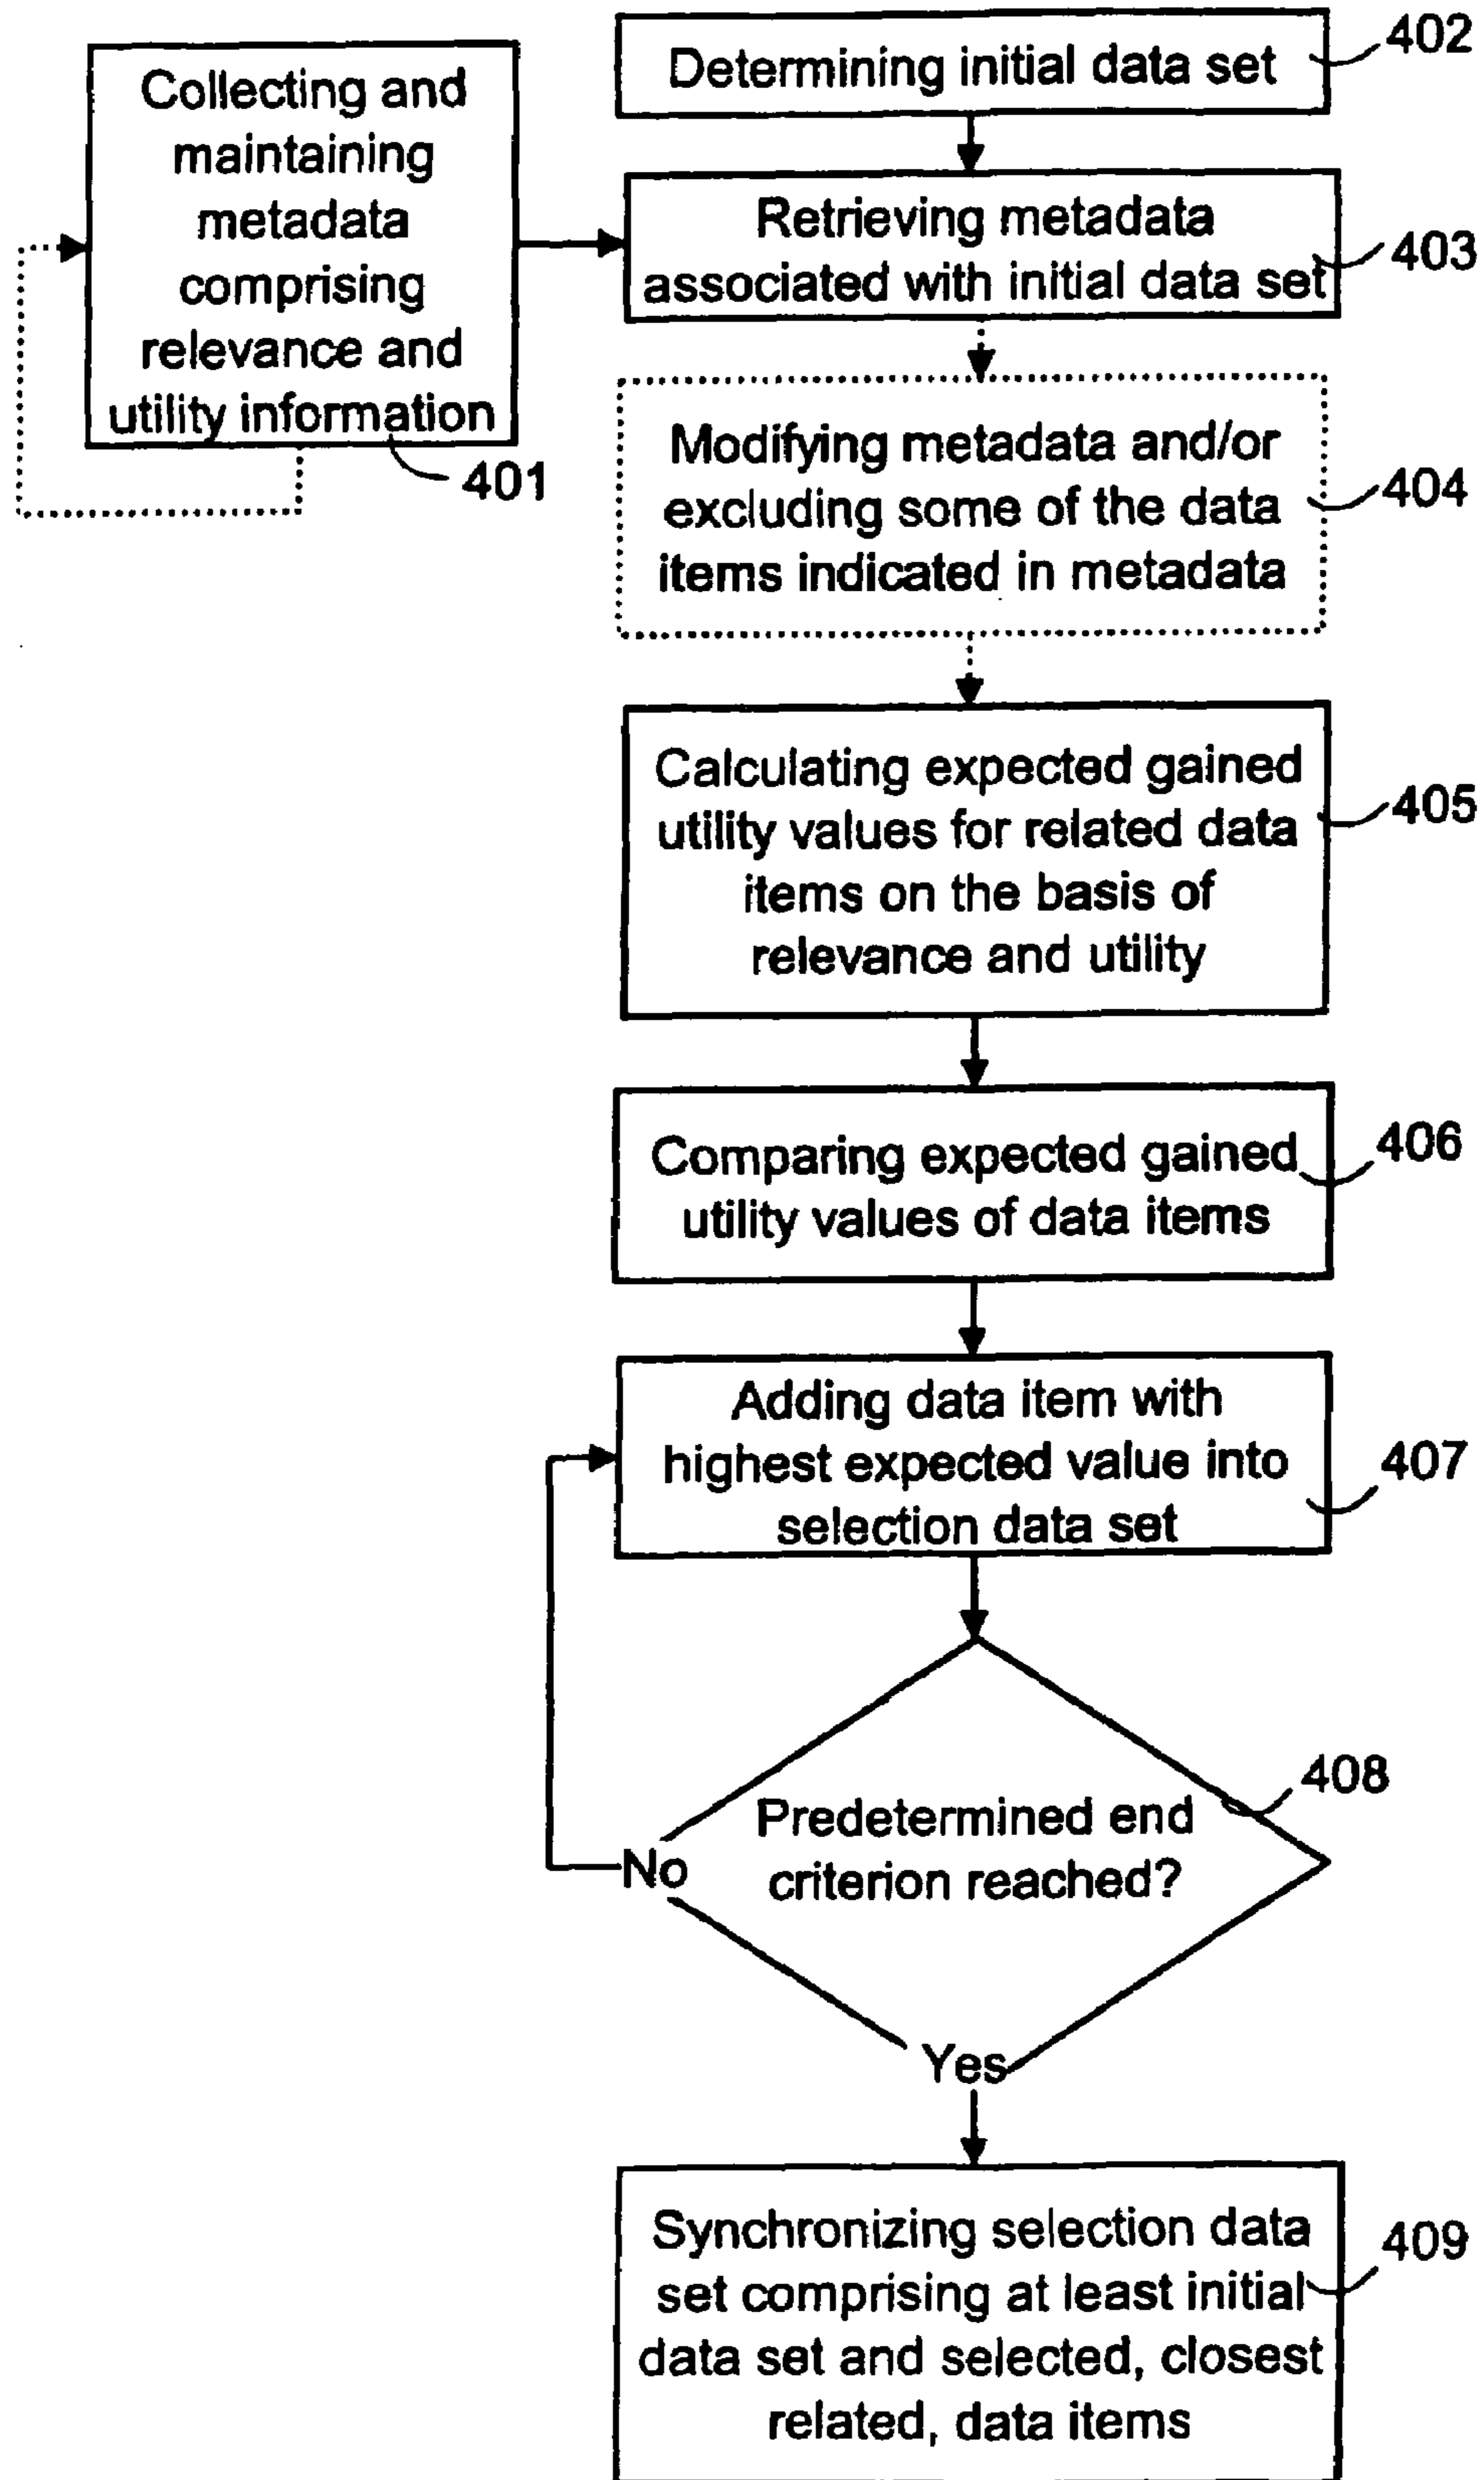 Collecting and
maintaining
metadata
comprising
relevance and
utility information
401
Determining initial data set
402
Retrieving metadata
associated with initial data set
403
Modifying metadata and/or
excluding some of the data
items indicated in metadata
404
Calculating expected gained
utility values for related data
items on the basis of
relevance and utility
405
Comparing expected gained
utility values of data items
406
Adding data item with
highest expected value into
selection data set
407
Predetermined end
criterion reached?
408
No
Yes
Synchronizing selection data
set comprising at least initial
data set and selected, closest
related, data items
409